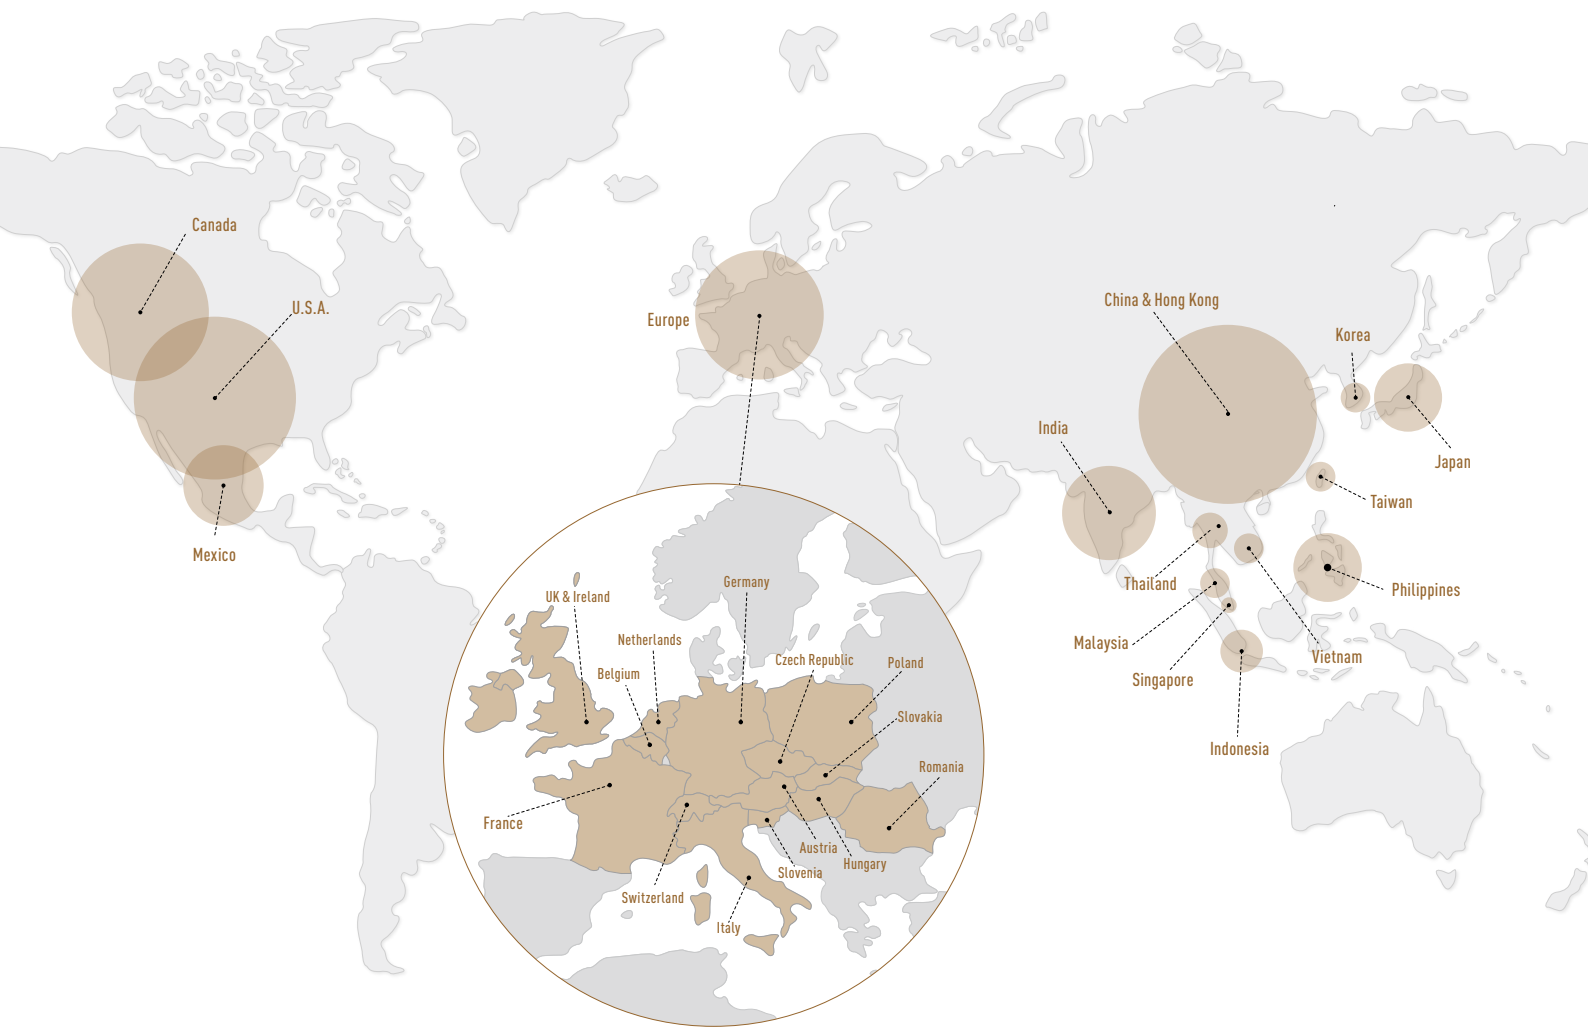 Canada
U.S.A.
Mexico
Europe
China & Hong Kong
Korea
India
Japan
Taiwan
Thailand
Philippines
Malaysia
Vietnam
Singapore
Indonesia
Germany
UK & Ireland
Netherlands
Czech Republic
Poland
Belgium
Slovakia
Romania
France
Austria
Hungary
Slovenia
Switzerland
Italy